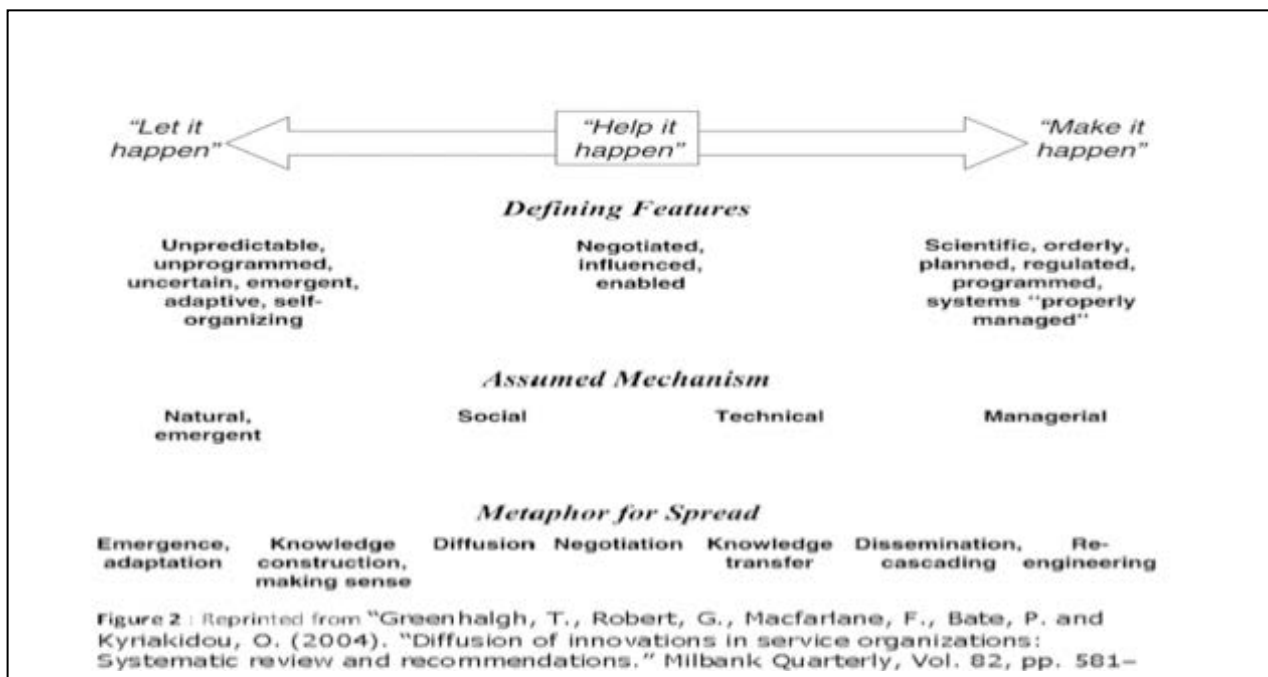 “Let it happen”
“Help it happen”
“Make it happen”
Defining Features
Unpredictable,
unprogrammed,
uncertain, emergent,
adaptive, self-
organizing
Negotiated,
influenced,
enabled
Scientific, orderly,
planned, regulated,
programmed,
systems “properly
managed”
Assumed Mechanism
Natural,
emergent
Social
Technical
Managerial
Metaphor for Spread
Emergence,
adaptation
Knowledge
construction,
making sense
Diffusion
Negotiation
Knowledge
transfer
Dissemination,
cascading
Re-
engineering
Figure 2 : Reprinted from “Greenhalgh, T., Robert, G., Macfarlane, F., Bate, P. and
Kyriakidou, O. (2004). “Diffusion of innovations in service organizations:
Systematic review and recommendations.” Milbank Quarterly, Vol. 82, pp. 581–